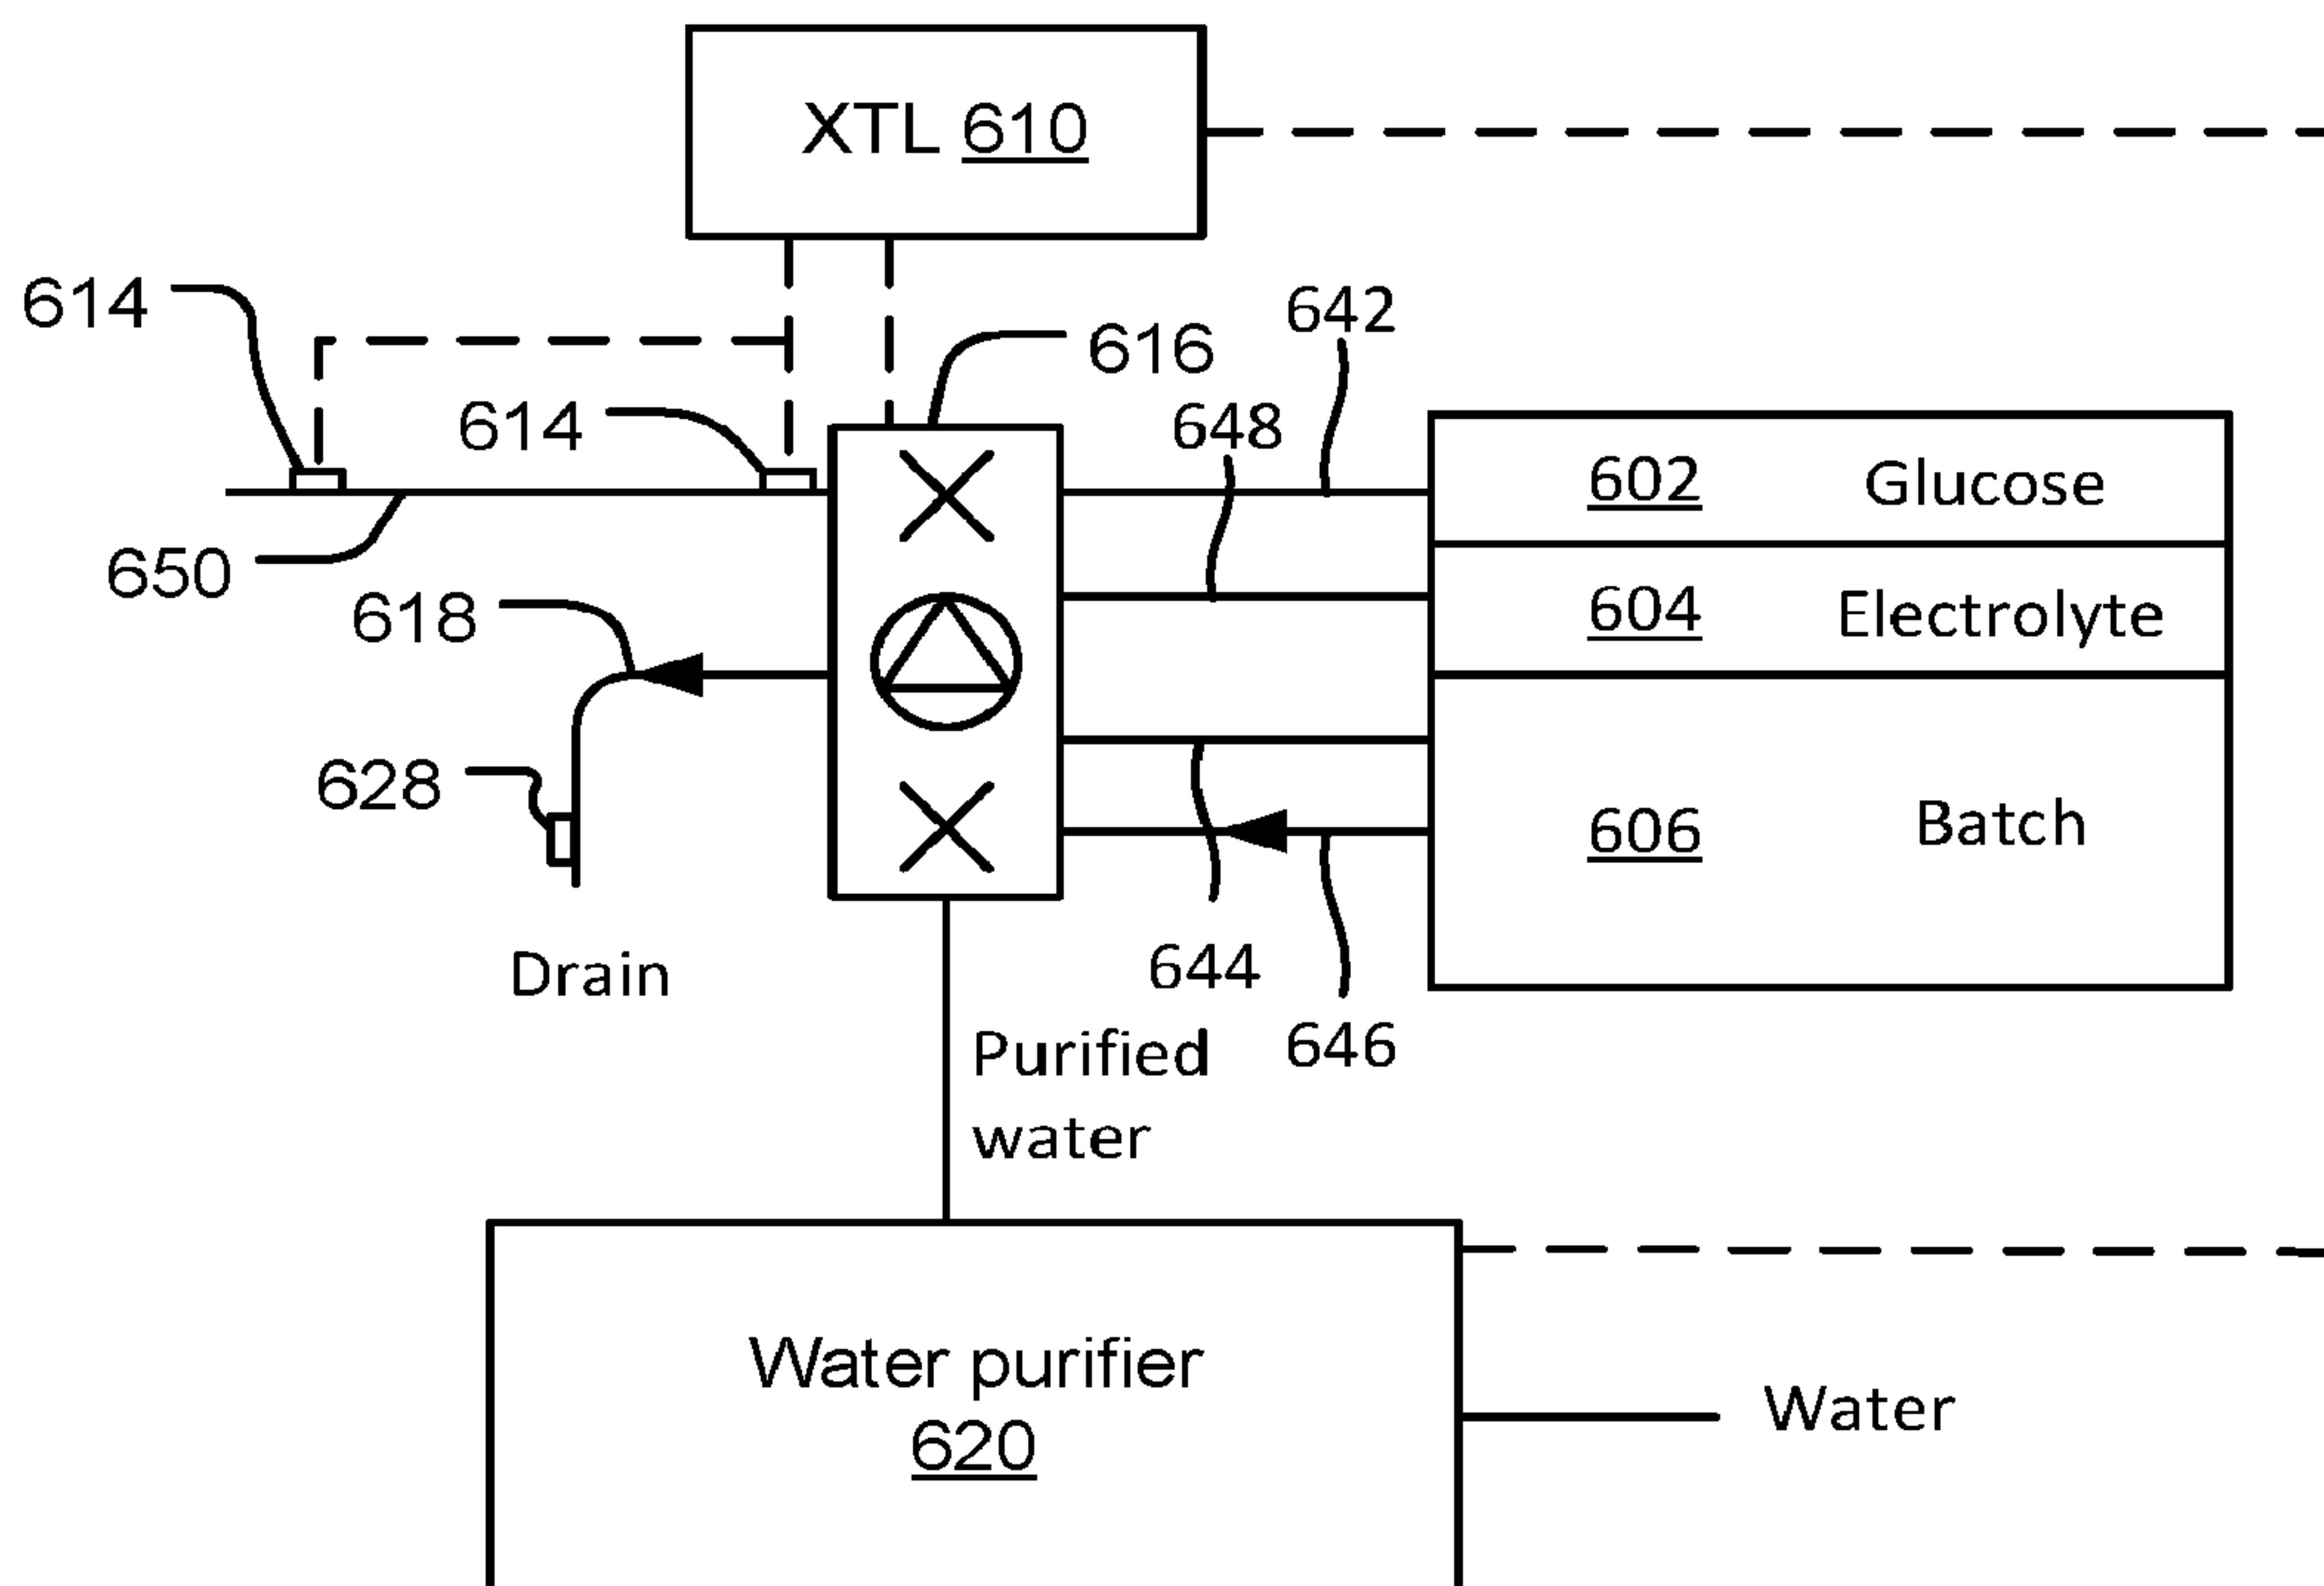 XTL 610
614
642
616
614
648
602 Glucose
650
618
604 Electrolyte
628
606 Batch
Drain
644
Purified
water
646
Water purifier
620
Water